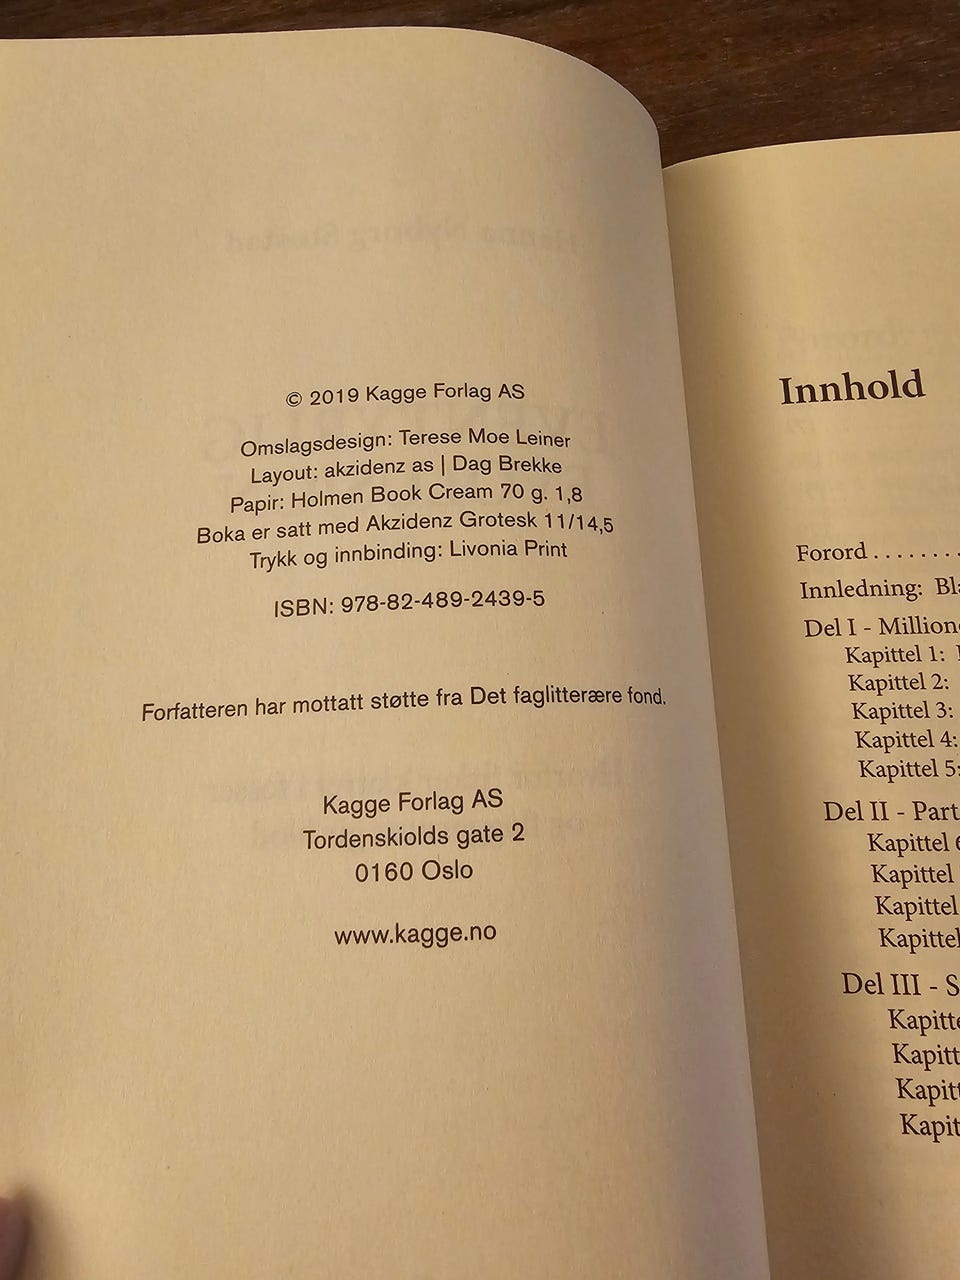 © 2019 Kagge Forlag AS
Omslagsdesign: Terese Moe Leiner
Layout: akzidenz as | Dag Brekke
Papir: Holmen Book Cream 70 g. 1,8
Boka er satt med Akzidenz Grotesk 11/14,5
Trykk og innbinding: Livonia Print
ISBN: 978-82-489-2439-5
Forfatteren har mottatt støtte fra Det faglitterære fond.
Kagge Forlag AS
Tordenskiolds gate 2
0160 Oslo
www.kagge.no
Innhold
Forord . . . . . . . .
Innledning:
Del I -
Kapittel 1:
Kapittel 2:
Kapittel 3:
Kapittel 4:
Kapittel 5:
Del II -
Kapittel
Kapittel
Kapittel
Kapittel
Del III -